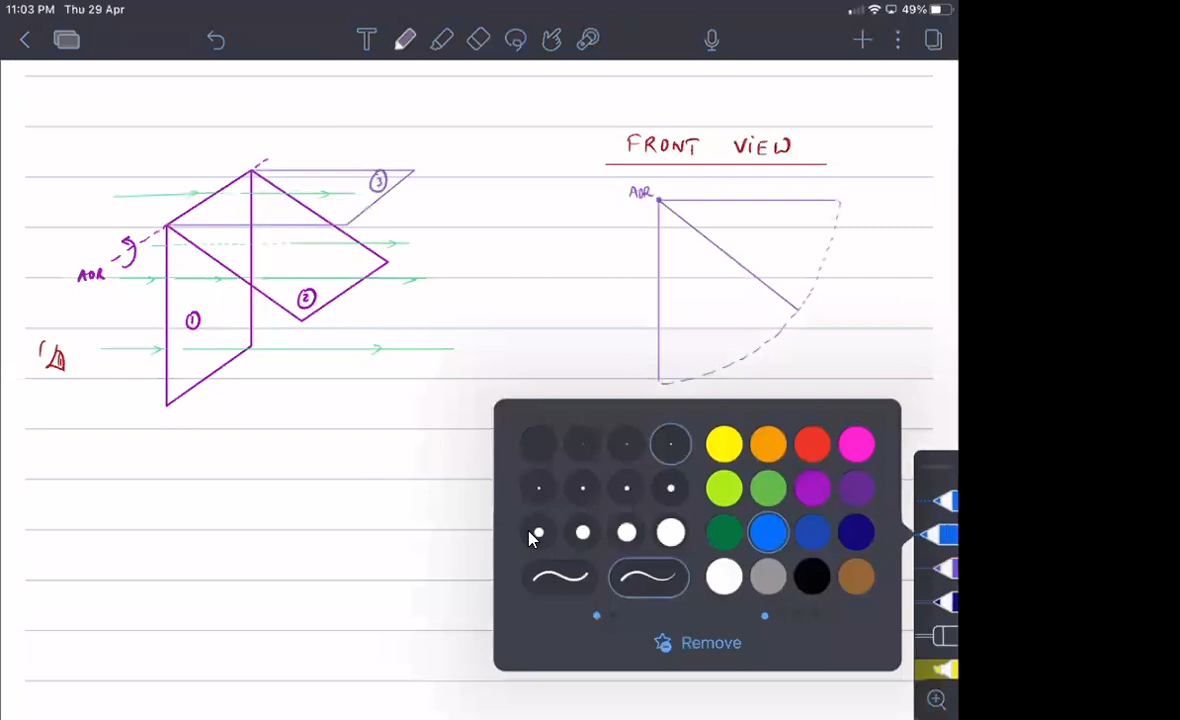 11:03 PM Thu 29 Apr
49%
T
FRONT VIEW
AOR
③
AOR
②
①
Remove